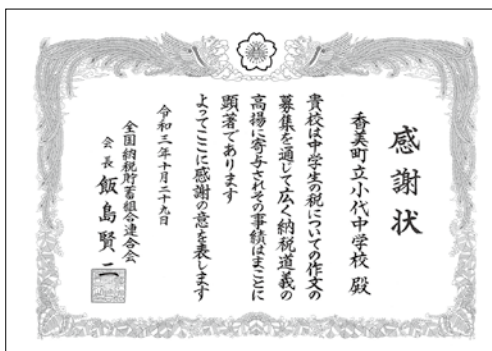 感謝状
香美町立小代中学校 殿
貴校は中学生の税についての作文の
募集を通じて広く納税道義の
高揚に寄与されその事績はまことに
顕著であります
よってここに感謝の意を表します
令和三年十月二十九日
全国納税貯蓄組合連合会
会長 飯島賢二